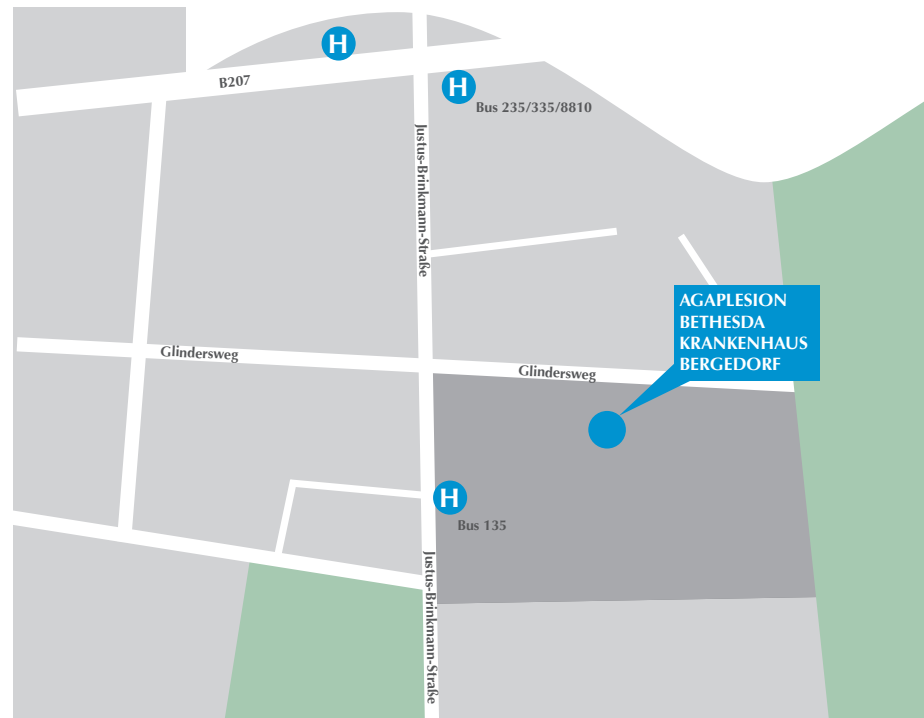 H
B207
H
Bus 235/335/8810
Justus-Brinkmann-Straße
AGAPLESION
BETHESDA
KRANKENHAUS
BERGEDORF
Glindersweg
Glindersweg
H
Bus 135
Justus-Brinkmann-Straße